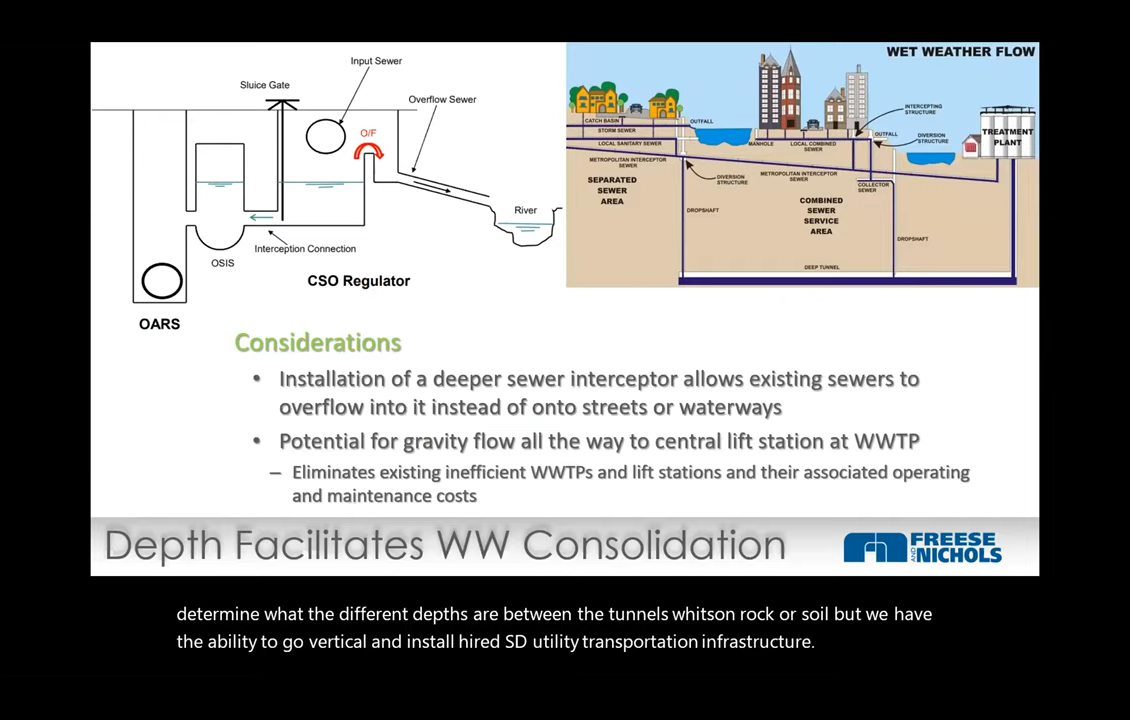 Input Sewer
Sluice Gate
Overflow Sewer
O/F
River
Interception Connection
OSIS
CSO Regulator
OARS
WET WEATHER FLOW
INTERCEPTING
STRUCTURE
CATCH BASIN
OUTFALL
STORM SEWER
OUTFALL
DIVERSION
STRUCTURE
TREATMENT
PLANT
LOCAL SANITARY SEWER
MANHOLE
LOCAL COMBINED
SEWER
METROPOLITAN INTERCEPTOR
SEWER
METROPOLITAN INTERCEPTOR
SEWER
SEPARATED
SEWER
AREA
DIVERSION
STRUCTURE
COLLECTOR
SEWER
COMBINED
SEWER
SERVICE
AREA
DROPSHAFT
DROPSHAFT
DEEP TUNNEL
Considerations
• Installation of a deeper sewer interceptor allows existing sewers to
overflow into it instead of onto streets or waterways
• Potential for gravity flow all the way to central lift station at WWTP
– Eliminates existing inefficient WWTPs and lift stations and their associated operating
and maintenance costs
Depth Facilitates WW Consolidation
FREESE
AND NICHOLS
determine what the different depths are between the tunnels whitson rock or soil but we have
the ability to go vertical and install hired SD utility transportation infrastructure.